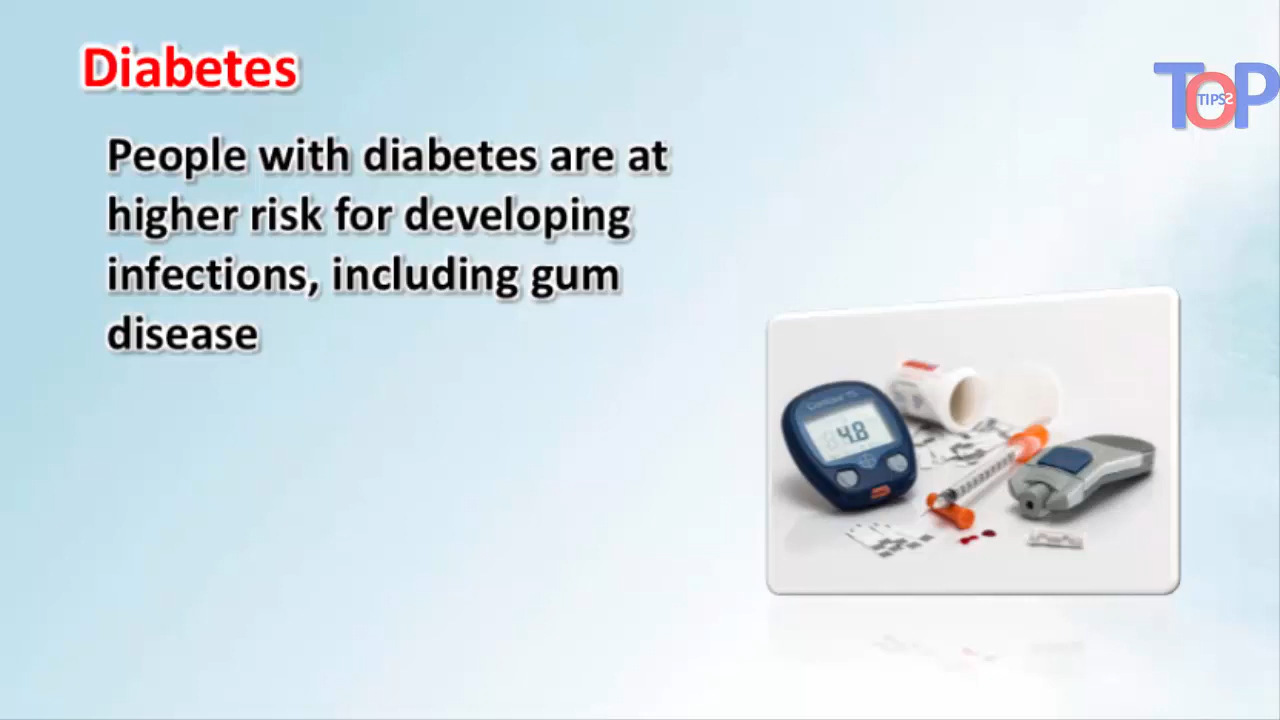 Diabetes
TOP
TIPS
People with diabetes are at
higher risk for developing
infections, including gum
disease
4.8